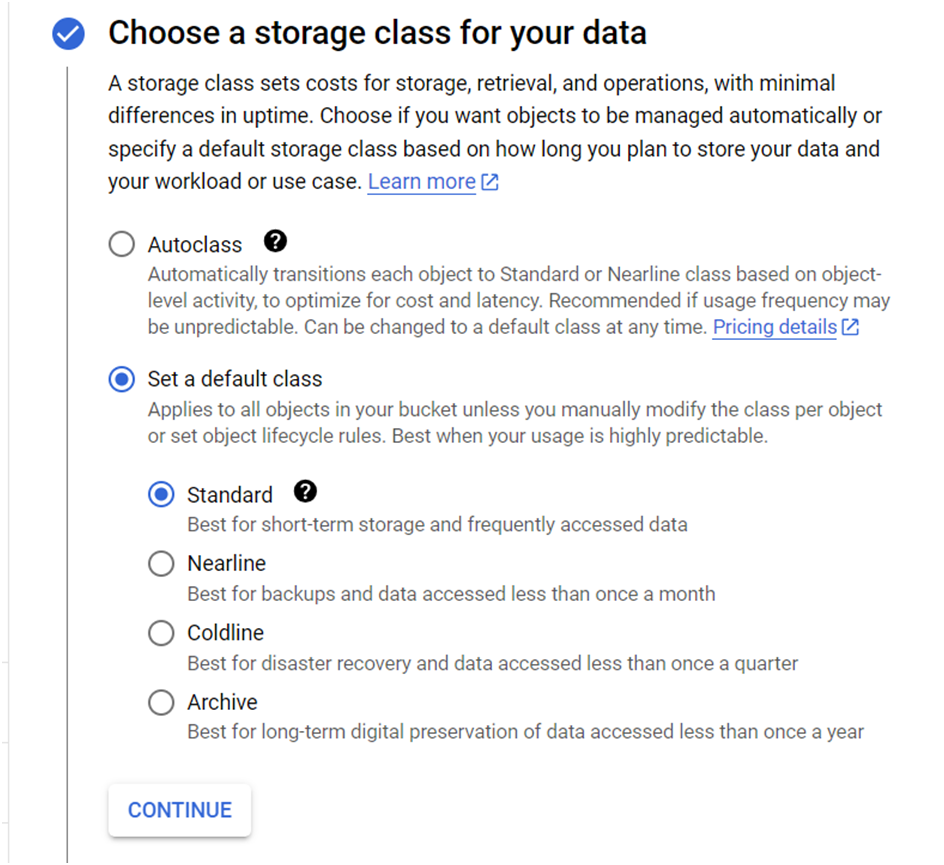 Choose a storage class for your data
A storage class sets costs for storage, retrieval, and operations, with minimal
differences in uptime. Choose if you want objects to be managed automatically or
specify a default storage class based on how long you plan to store your data and
your workload or use case. Learn more
Autoclass ?
Automatically transitions each object to Standard or Nearline class based on object-
level activity, to optimize for cost and latency. Recommended if usage frequency may
be unpredictable. Can be changed to a default class at any time. Pricing details
Set a default class
Applies to all objects in your bucket unless you manually modify the class per object
or set object lifecycle rules. Best when your usage is highly predictable.
Standard ?
Best for short-term storage and frequently accessed data
Nearline
Best for backups and data accessed less than once a month
Coldline
Best for disaster recovery and data accessed less than once a quarter
Archive
Best for long-term digital preservation of data accessed less than once a year
CONTINUE